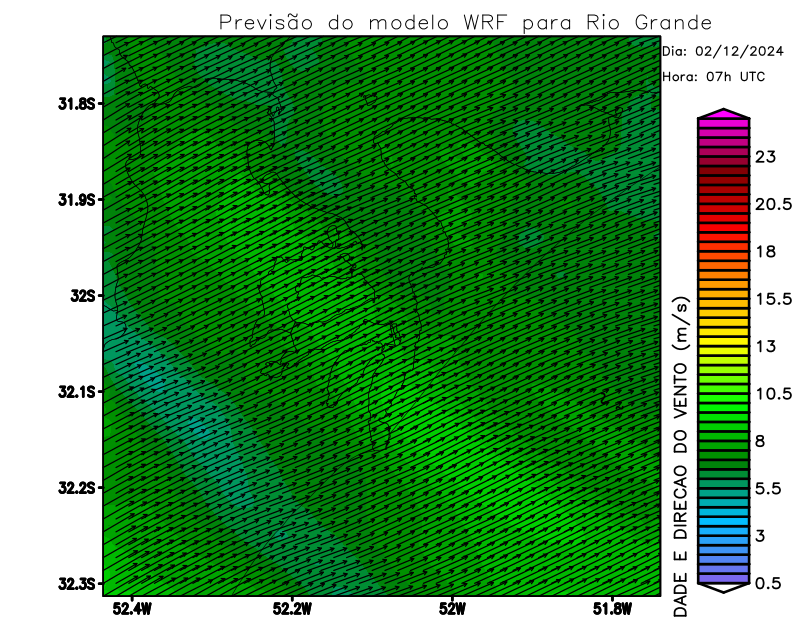 Previsão do modelo WRF para Rio Grande
Dia: 02/12/2024
Hora: 07h UTC
31.8S
31.9S
32S
32.1S
32.2S
32.3S
52.4W
52.2W
52W
51.8W
23
20.5
18
15.5
13
10.5
8
5.5
3
0.5
DADE E DIRECAO DO VENTO (m/s)